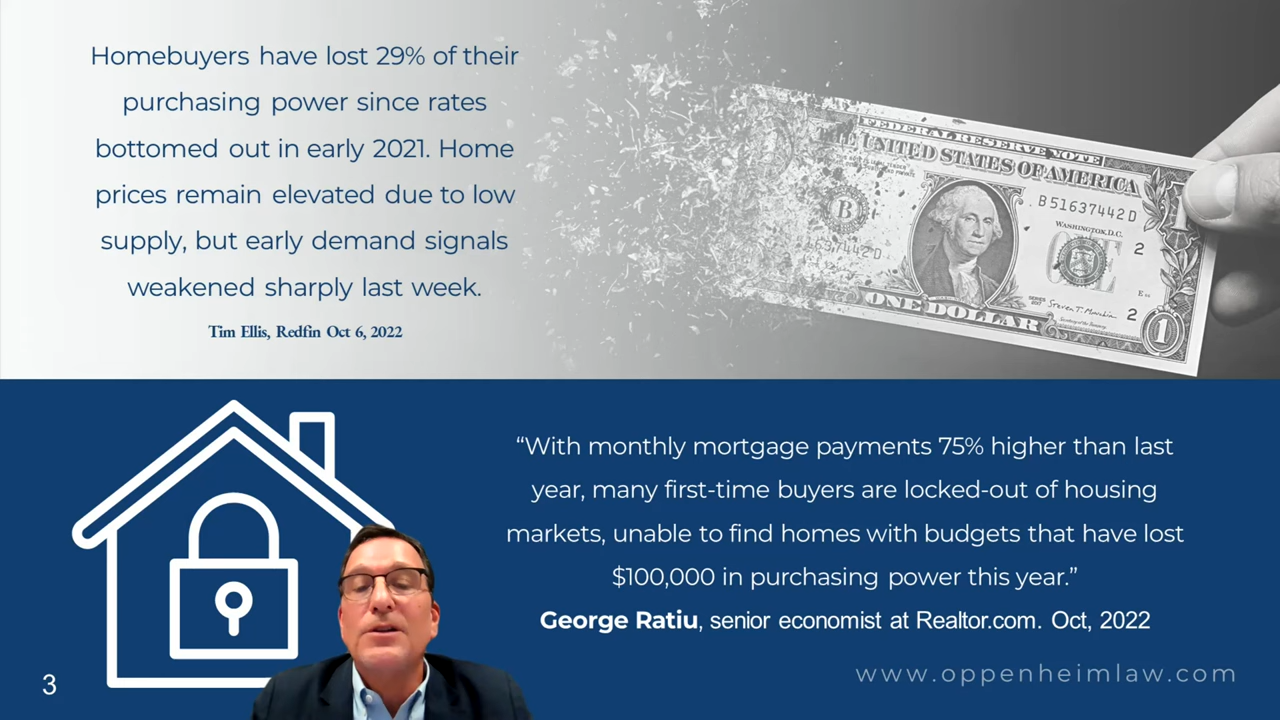 Homebuyers have lost 29% of their
purchasing power since rates
bottomed out in early 2021. Home
prices remain elevated due to low
supply, but early demand signals
weakened sharply last week.
Tim Ellis, Redfin Oct 6, 2022
FEDERAL RESERVE NOTE
THE UNITED STATES OF AMERICA
B 51637442 D
WASHINGTON, D.C.
B
2
2
ONE DOLLAR
1
“With monthly mortgage payments 75% higher than last
year, many first-time buyers are locked-out of housing
markets, unable to find homes with budgets that have lost
$100,000 in purchasing power this year.”
George Ratiu, senior economist at Realtor.com. Oct, 2022
www.oppenheimlaw.com
3